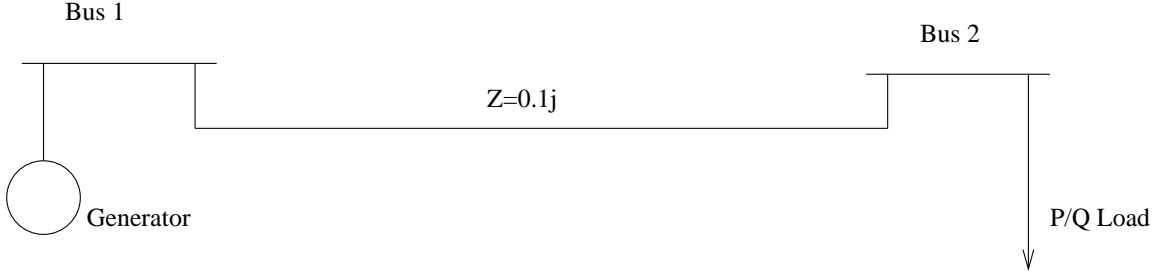 Bus 1
Bus 2
Z=0.1j
Generator
P/Q Load